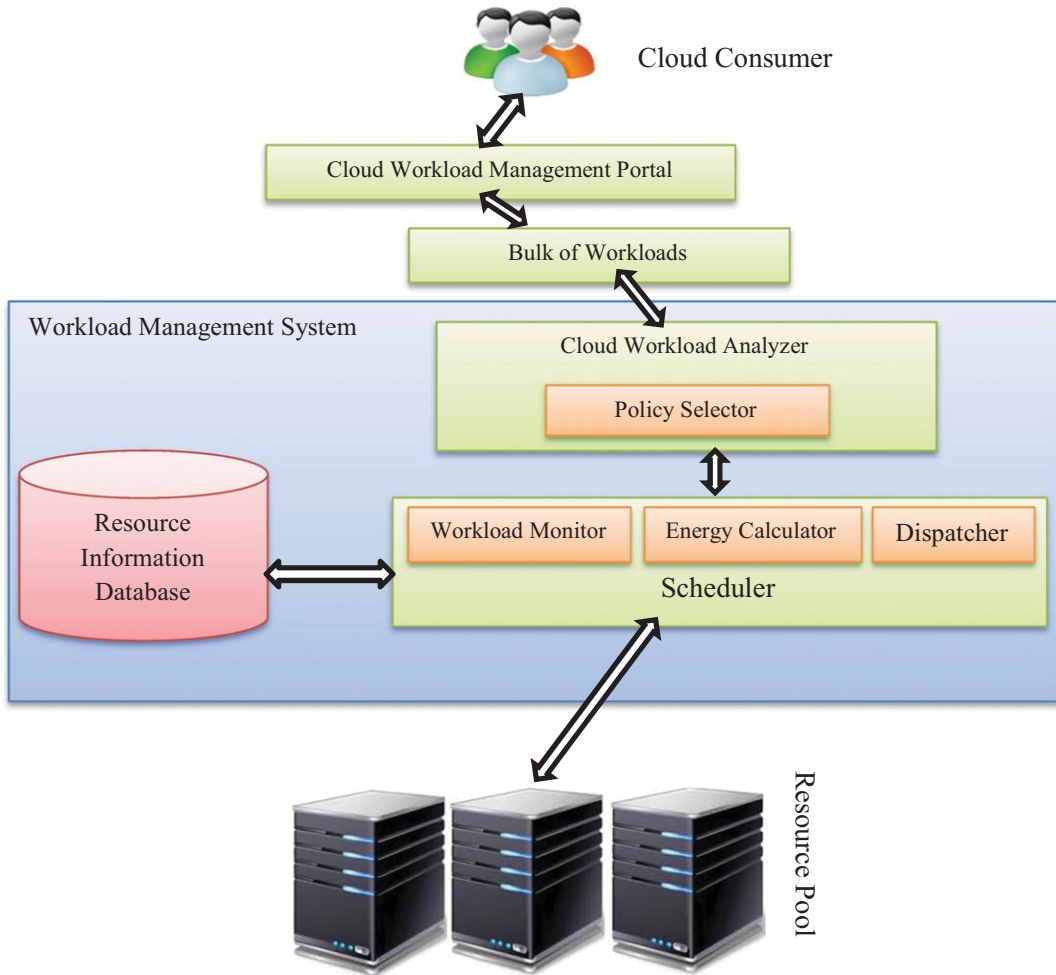 Cloud Consumer
Cloud Workload Management Portal
Bulk of Workloads
Workload Management System
Cloud Workload Analyzer
Policy Selector
Resource
Information
Database
Workload Monitor
Energy Calculator
Dispatcher
Scheduler
Resource Pool